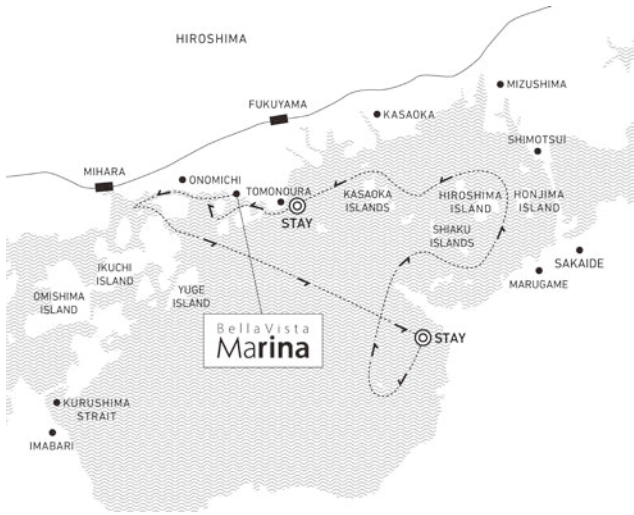 HIROSHIMA
MIZUSHIMA
FUKUYAMA
KASAOKA
SHIMOTSUI
MIHARA
ONOMICHI
TOMONOURA
STAY
KASAOKA
ISLANDS
HIROSHIMA
ISLAND
HONJIMA
ISLAND
SHIAKU
ISLANDS
SAKAIDE
MARUGAME
IKUCHI
ISLAND
OMISHIMA
ISLAND
YUGE
ISLAND
BellaVista
Marina
STAY
KURUSHIMA
STRAIT
IMABARI